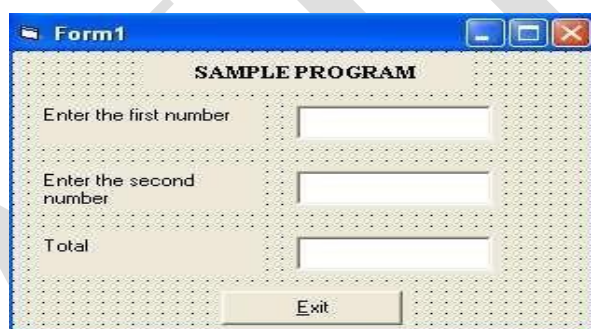 Form1
SAMPLE PROGRAM
Enter the first number
Enter the second
number
Total
Exit